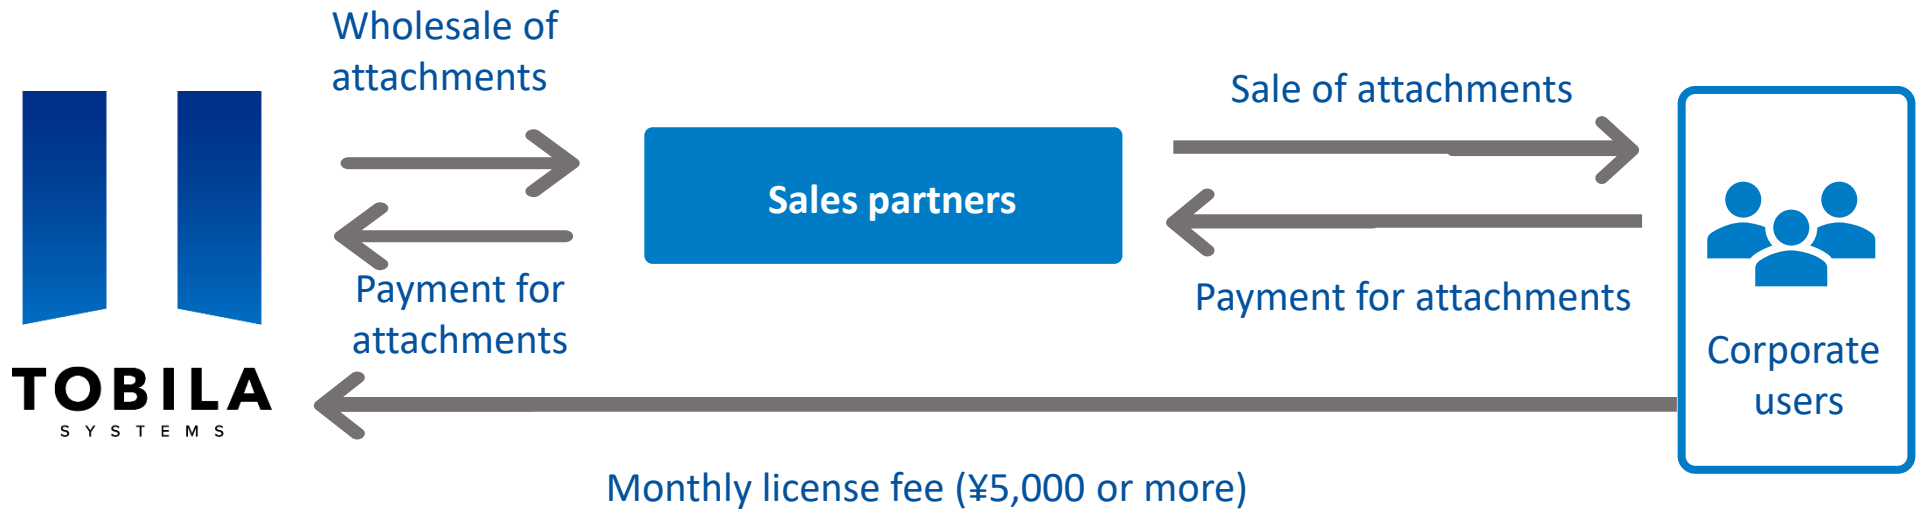 Wholesale of
attachments
Sale of attachments
Sales partners
Payment for
attachments
Payment for attachments
TOBILA
SYSTEMS
Corporate
users
Monthly license fee (¥5,000 or more)